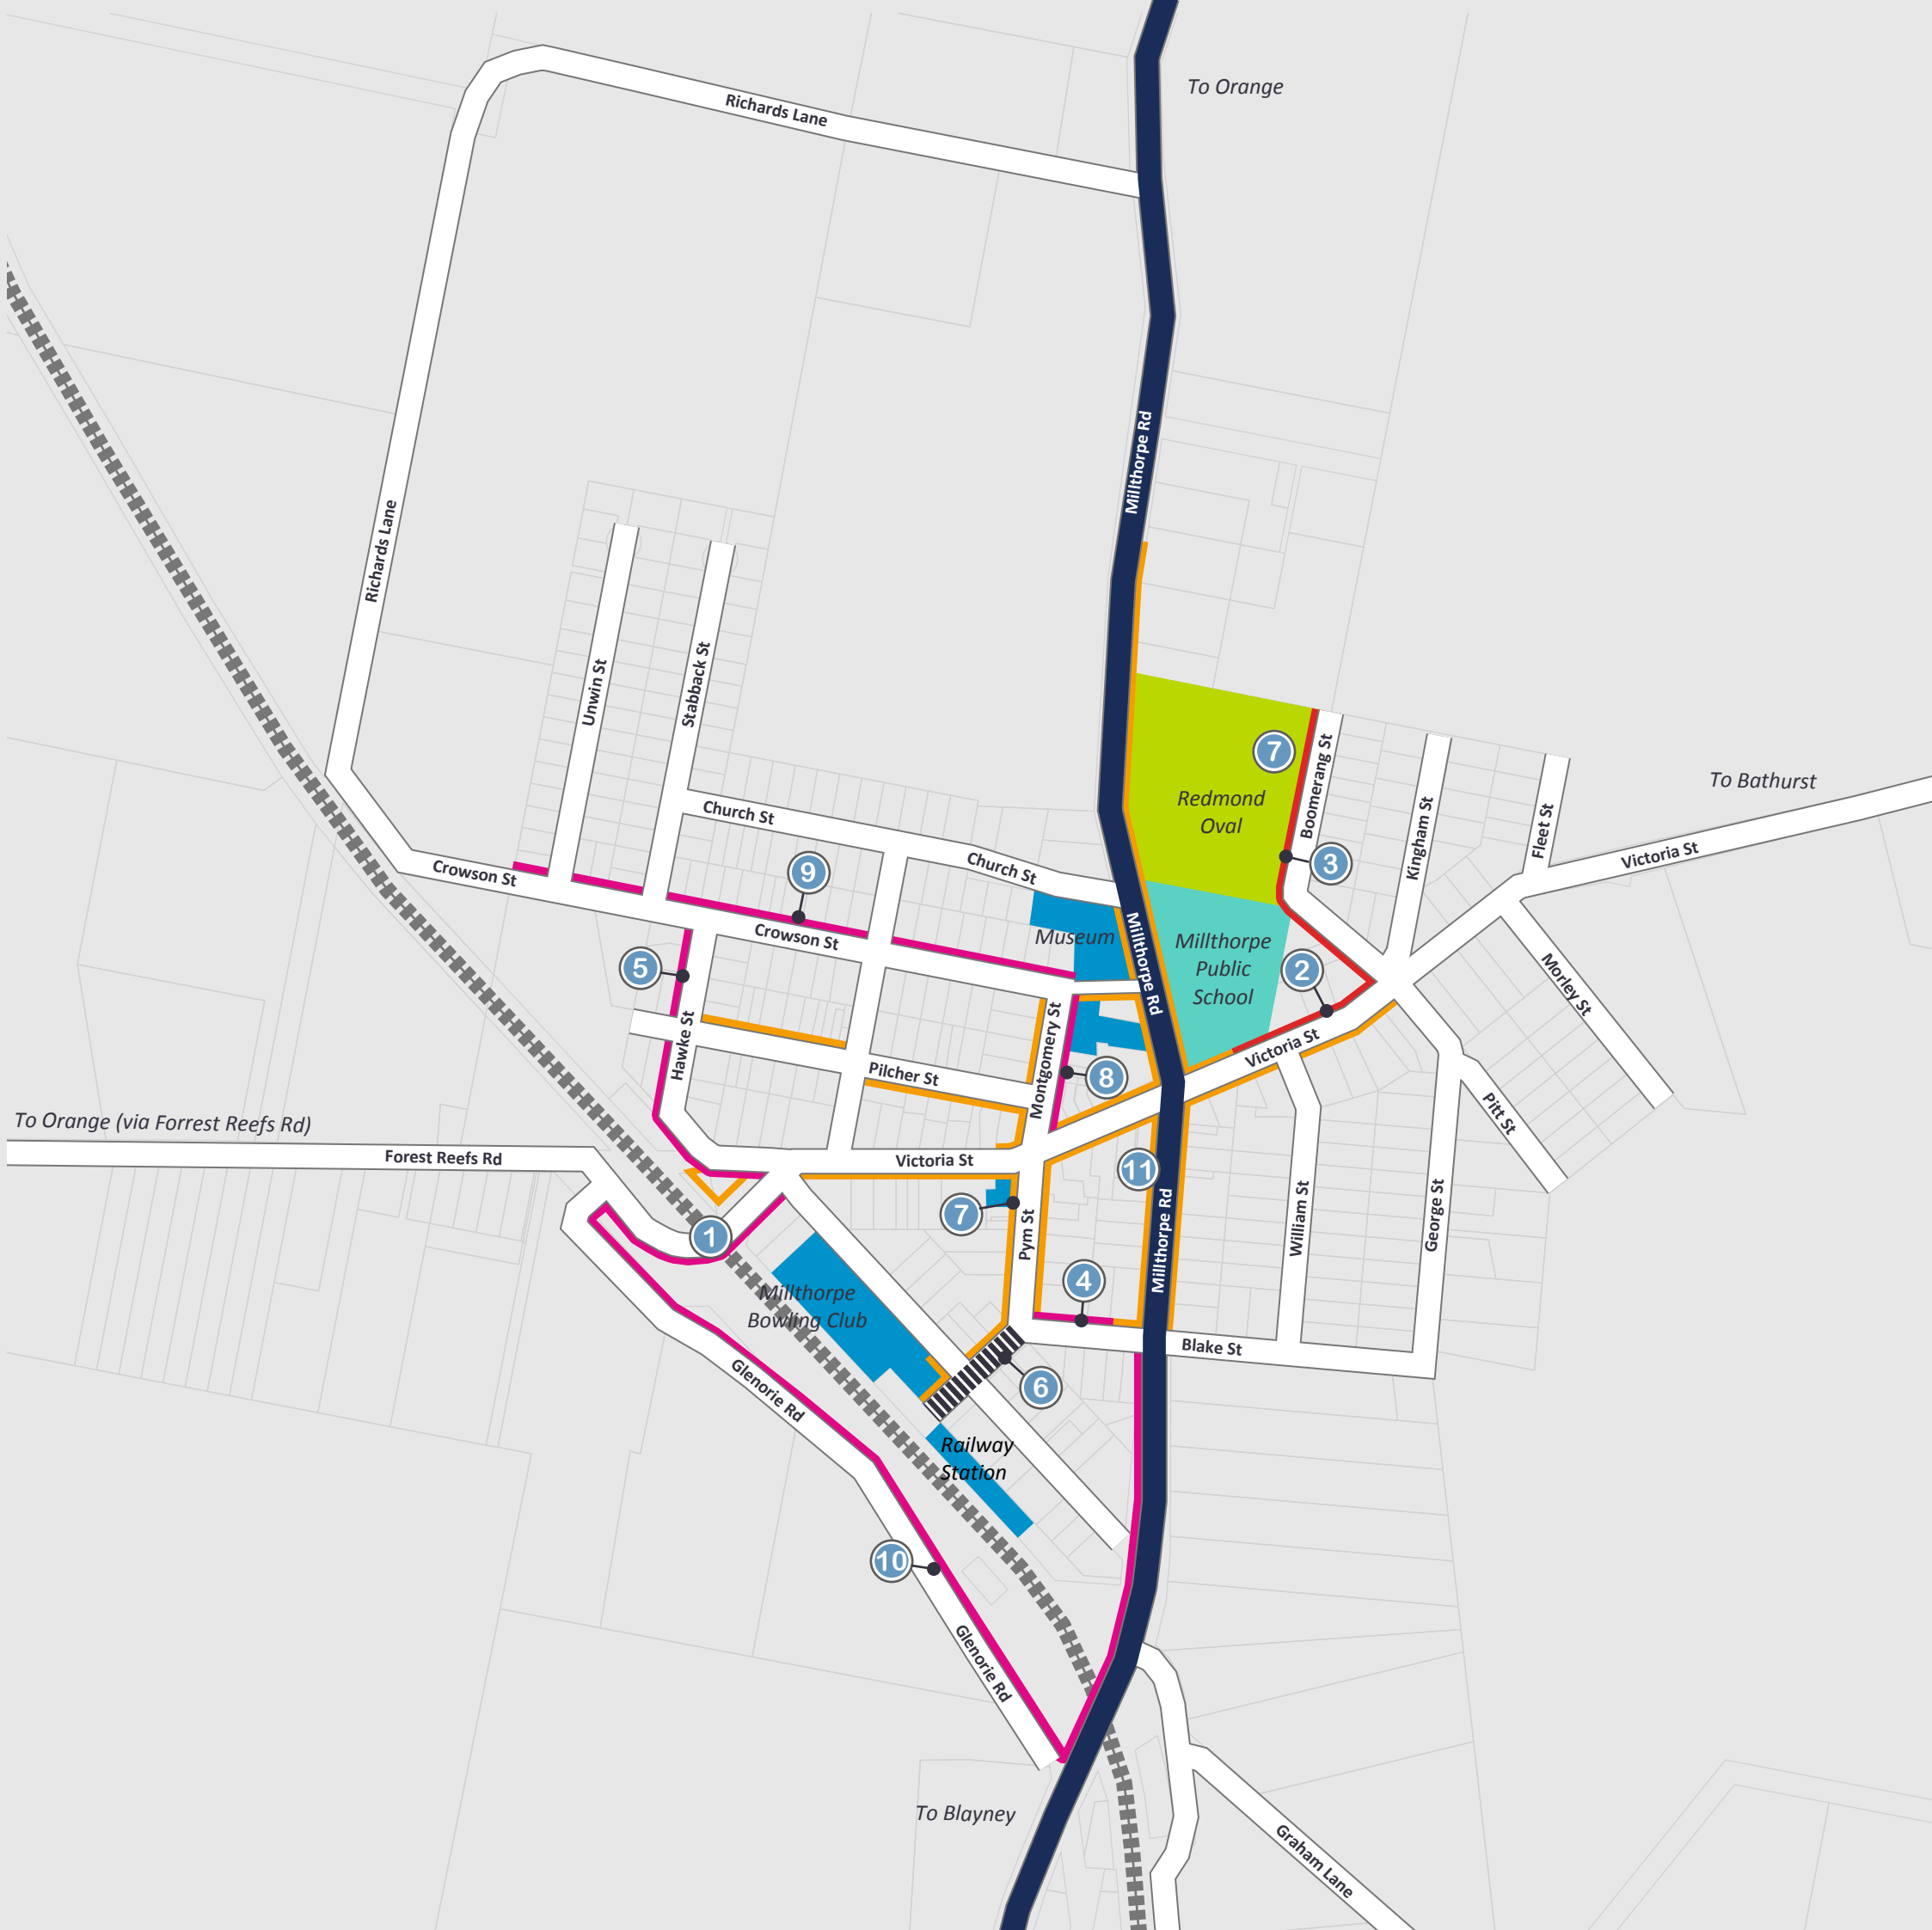 To Orange
Richards Lane
Millthorpe Rd
Richards Lane
Unwin St
Stabback St
7
Boomerang St
To Bathurst
Redmond
Oval
Kingham St
Fleet St
Victoria St
Church St
Church St
3
9
Crowson St
Crowson St
Museum
Millthorpe Rd
Millthorpe
Public
School
5
2
Morley St
Hawke St
Montgomery St
Victoria St
Pilcher St
8
Pitt St
To Orange (via Forrest Reefs Rd)
Forest Reefs Rd
Victoria St
11
7
Pym St
Millthorpe Rd
William St
George St
1
4
Millthorpe
Bowling Club
Blake St
6
Glenorie Rd
Railway
Station
10
Glenorie Rd
To Blayney
Graham Lane